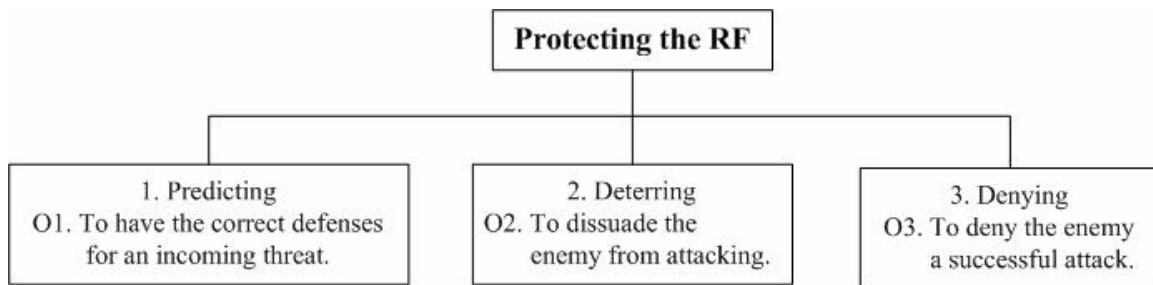 Protecting the RF
1. Predicting
O1. To have the correct defenses
for an incoming threat.
2. Deterring
O2. To dissuade the
enemy from attacking.
3. Denying
O3. To deny the enemy
a successful attack.